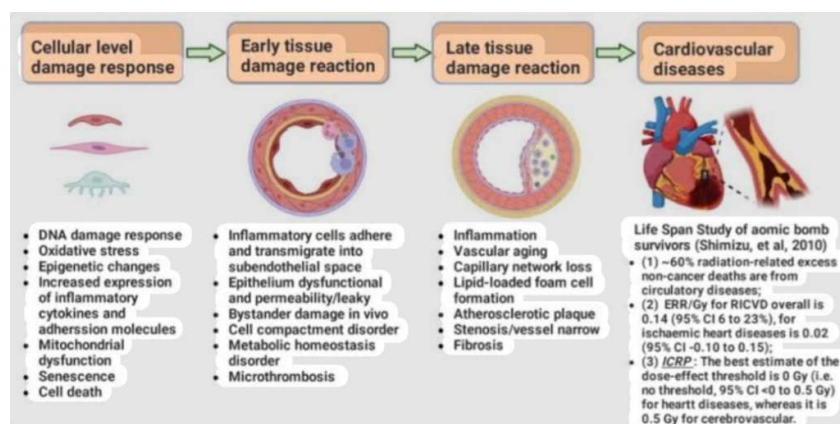 Cellular level
damage response
Early tissue
damage reaction
Late tissue
damage reaction
Cardiovascular
diseases
• DNA damage response
• Oxidative stress
• Epigenetic changes
• Increased expression
of inflammatory
cytokines and
adherssion molecules
• Mitochondrial
dysfunction
• Senescence
• Cell death
• Inflammatory cells adhere
and transmigrate into
subendothelial space
• Epithelium dysfunctional
and permeability/leaky
• Bystander damage in vivo
• Cell compactment disorder
• Metabolic homeostasis
disorder
• Microthrombosis
• Inflammation
• Vascular aging
• Capillary network loss
• Lipid-loaded foam cell
formation
• Atherosclerotic plaque
• Stenosis/vessel narrow
• Fibrosis
Life Span Study of aomic bomb
survivors (Shimizu, et al, 2010)
• (1) ~60% radiation-related excess
non-cancer deaths are from
circulatory diseases;
• (2) ERR/Gy for RICVD overall is
0.14 (95% CI 6 to 23%), for
ischaemic heart diseases is 0.02
(95% CI -0.10 to 0.15);
• (3) ICRP: The best estimate of the
dose-effect threshold is 0 Gy (i.e.
no threshold, 95% CI <0 to 0.5 Gy)
for heartt diseases, whereas it is
0.5 Gy for cerebrovascular.